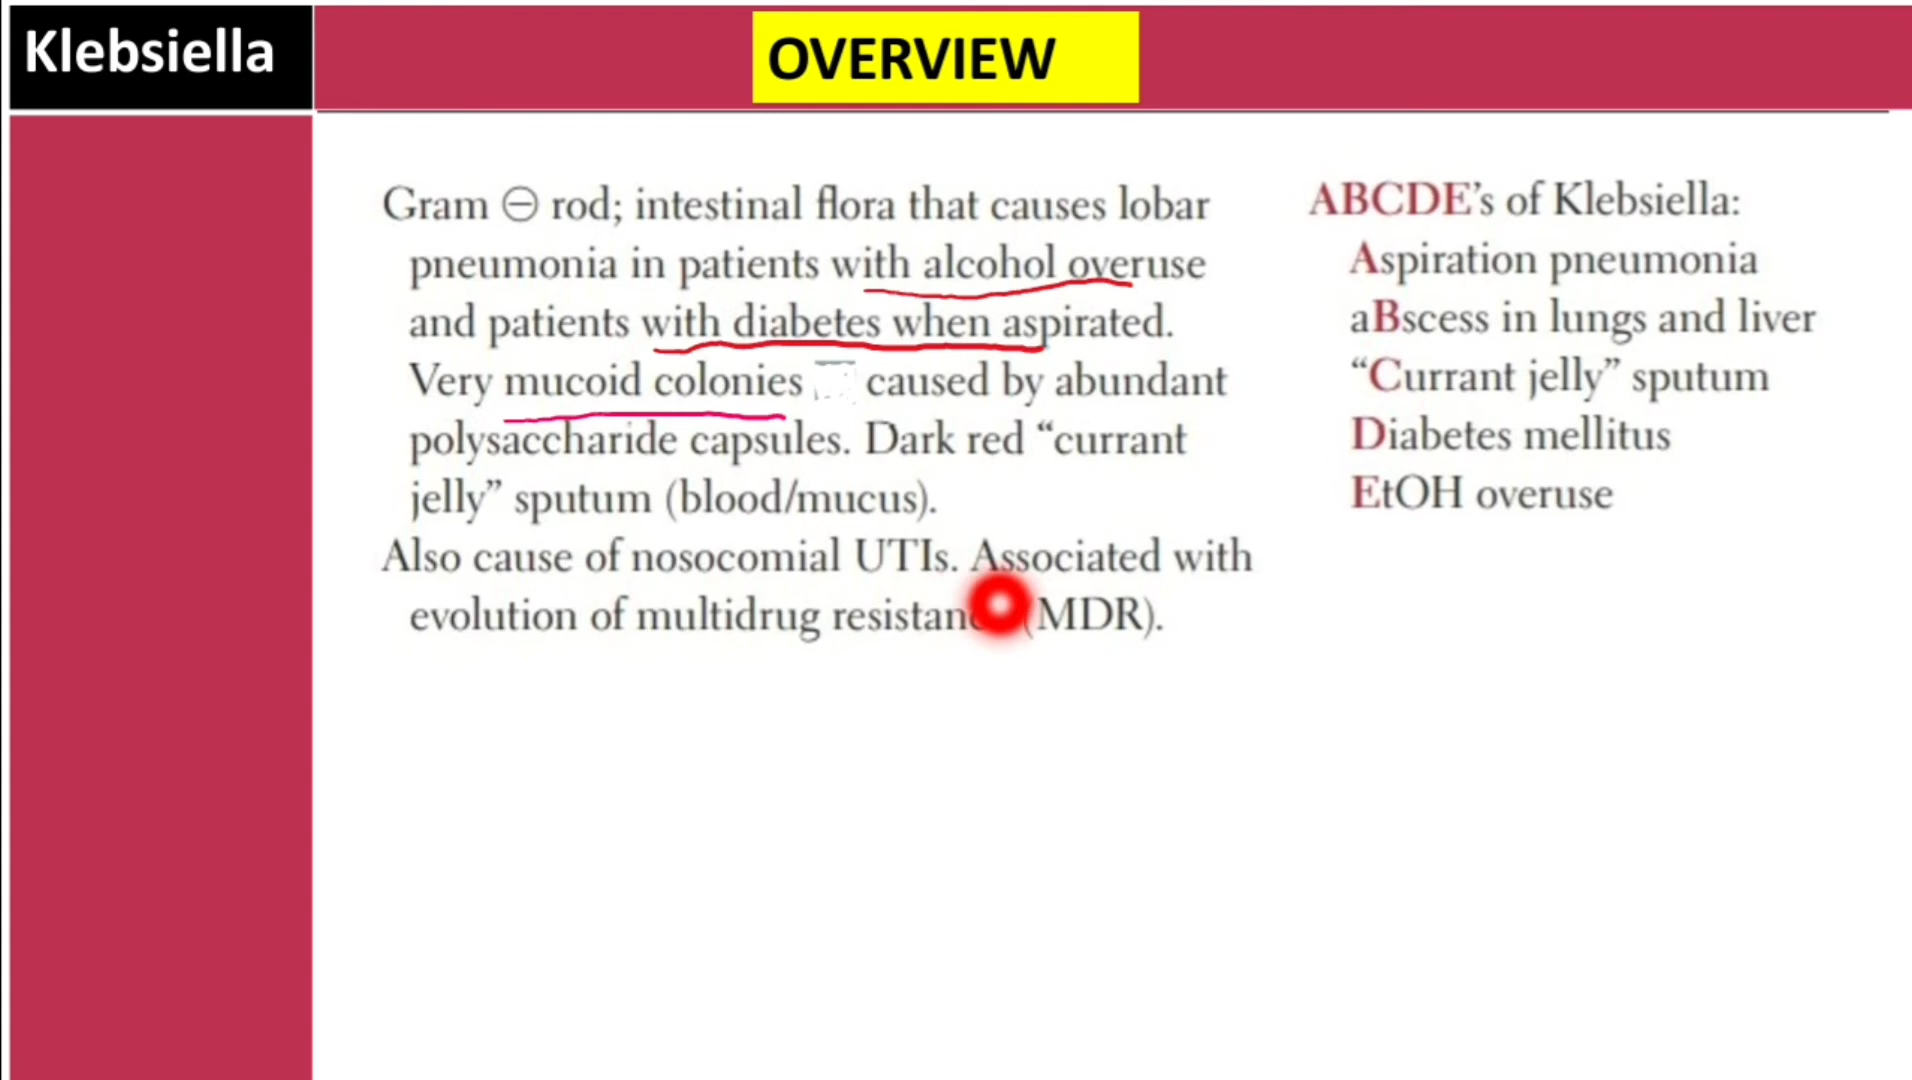 Klebsiella
OVERVIEW
Gram ⊖ rod; intestinal flora that causes lobar
pneumonia in patients with alcohol overuse
and patients with diabetes when aspirated.
Very mucoid colonies caused by abundant
polysaccharide capsules. Dark red “currant
jelly” sputum (blood/mucus).
Also cause of nosocomial UTIs. Associated with
evolution of multidrug (MDR).
ABCDE’s of Klebsiella:
Aspiration pneumonia
aBscess in lungs and liver
“Currant jelly” sputum
Diabetes mellitus
EtOH overuse